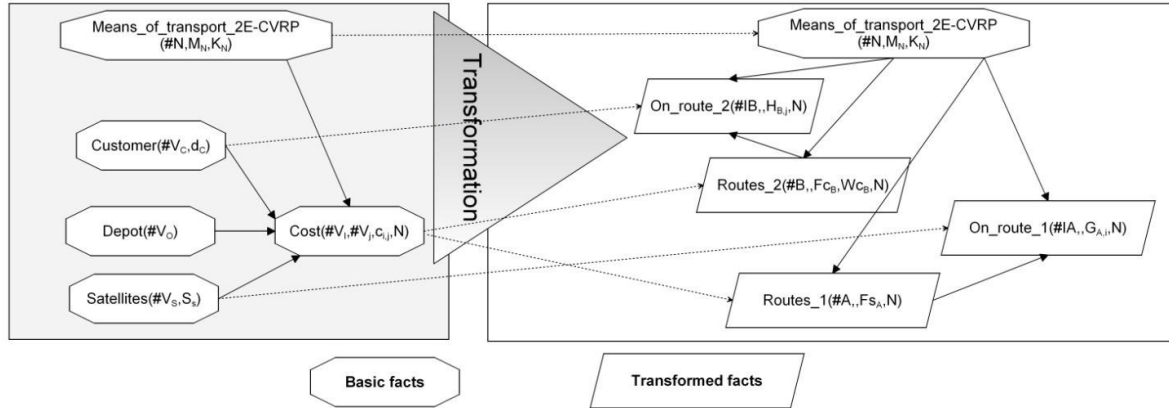 Means_of_transport_2E-CVRP
(#N,M_N,K_N)
Customer(#V_C,d_C)
Depot(#V_O)
Cost(#V_i,#V_j,c_i,j,N)
Satellites(#V_S,S_s)
Transformation
Means_of_transport_2E-CVRP
(#N,M_N,K_N)
On_route_2(#IB,,H_B,j,N)
Routes_2(#B,,Fc_B,Wc_B,N)
On_route_1(#IA,,G_A,i,N)
Routes_1(#A,,Fs_A,N)
Basic facts
Transformed facts